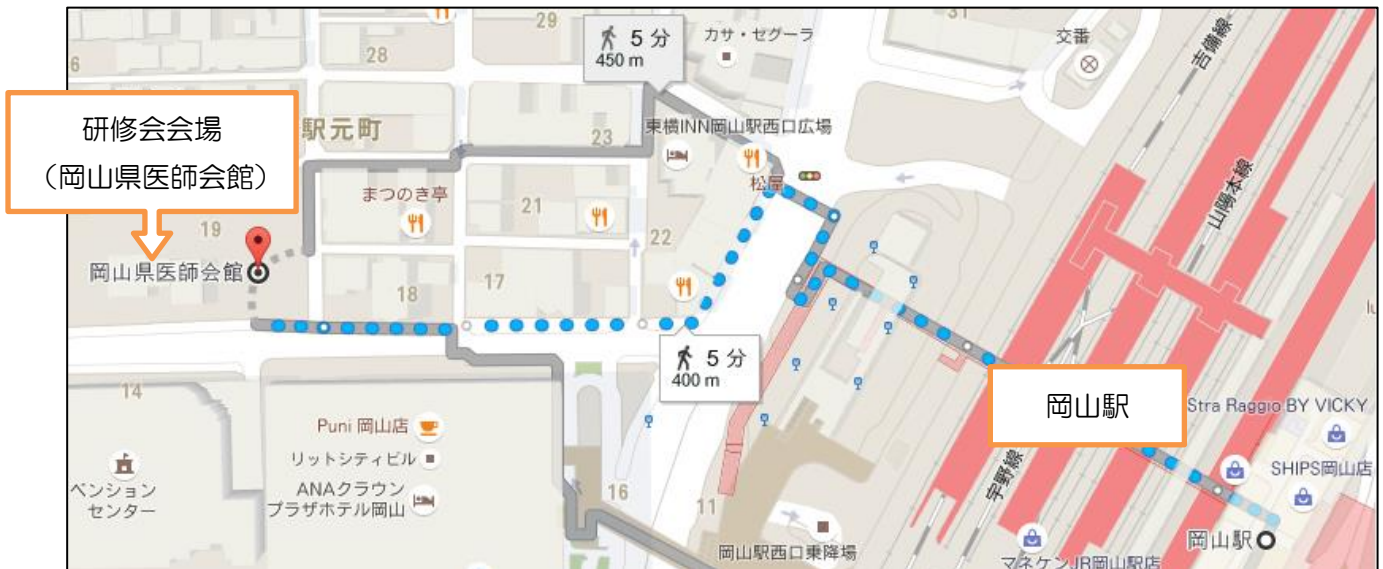 31
29
5 分
450 m
カサ・セグーラ
交番
吉備線
28
6
研修会会場
（岡山県医師会館）
駅元町
23
東横INN岡山駅西口広場
松屋
山陽本線
まつのき亭
21
19
22
岡山県医師会館
17
18
5 分
400 m
14
岡山駅
Stra Raggio BY VICKY
Puni 岡山店
リットシティビル
SHIPS岡山店
宇野線
ベンション
センター
ANAクラウン
プラザホテル岡山
16
11
岡山駅西口乗降場
岡山駅
マネケンJR岡山駅店